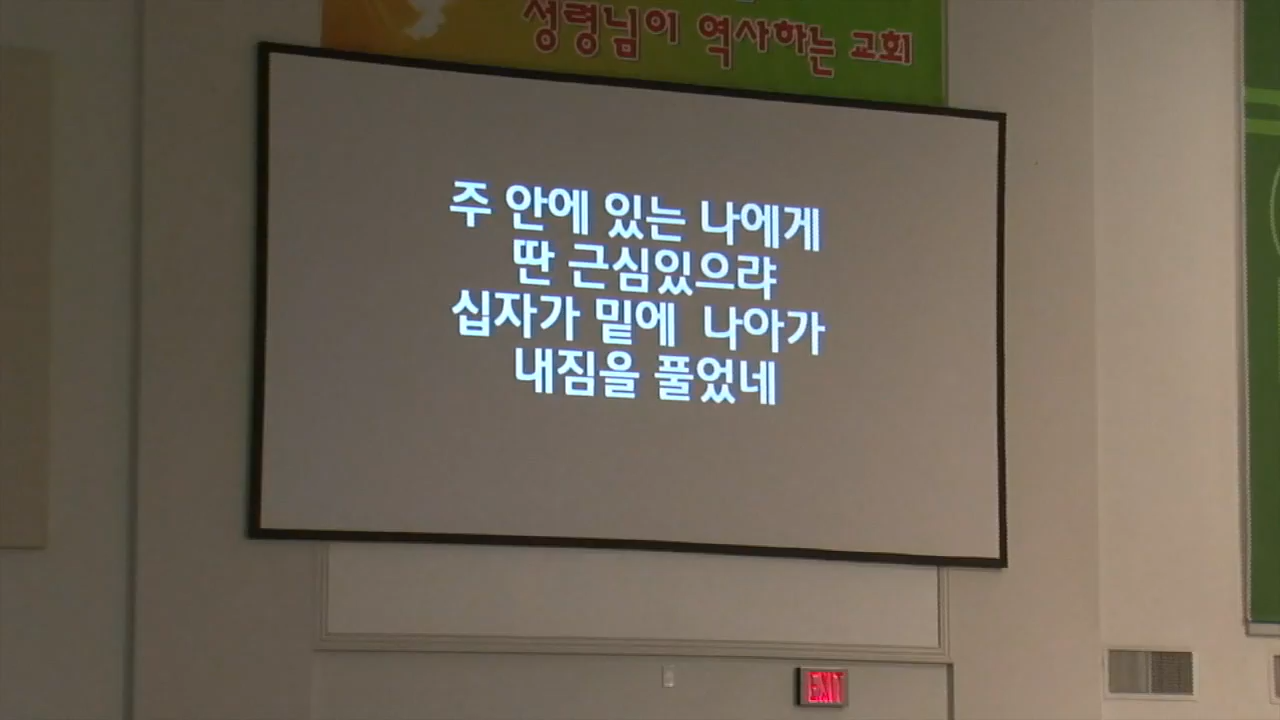 성령님이 역사하는 교회
주 안에 있는 나에게
딴 근심있으랴
십자가 밑에 나아가
내짐을 풀었네
EXIT